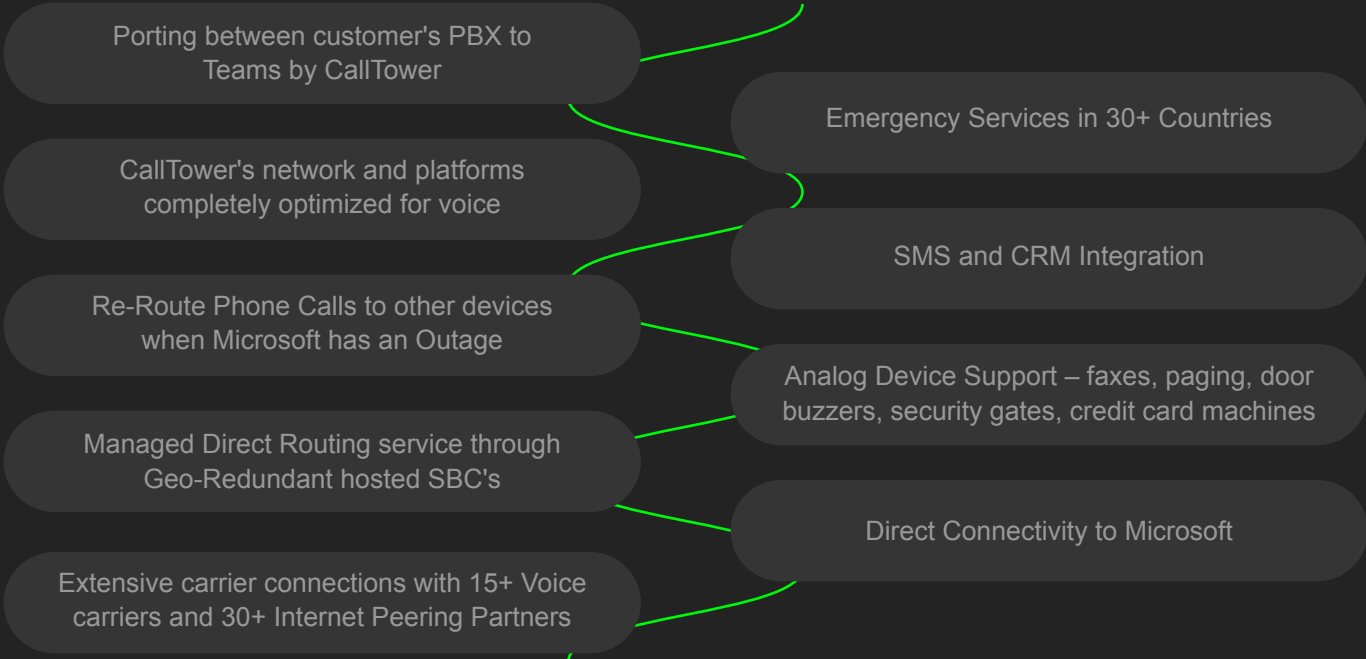 Porting between customer's PBX to
Teams by CallTower
Emergency Services in 30+ Countries
CallTower's network and platforms
completely optimized for voice
SMS and CRM Integration
Re-Route Phone Calls to other devices
when Microsoft has an Outage
Analog Device Support – faxes, paging, door
buzzers, security gates, credit card machines
Managed Direct Routing service through
Geo-Redundant hosted SBC's
Direct Connectivity to Microsoft
Extensive carrier connections with 15+ Voice
carriers and 30+ Internet Peering Partners